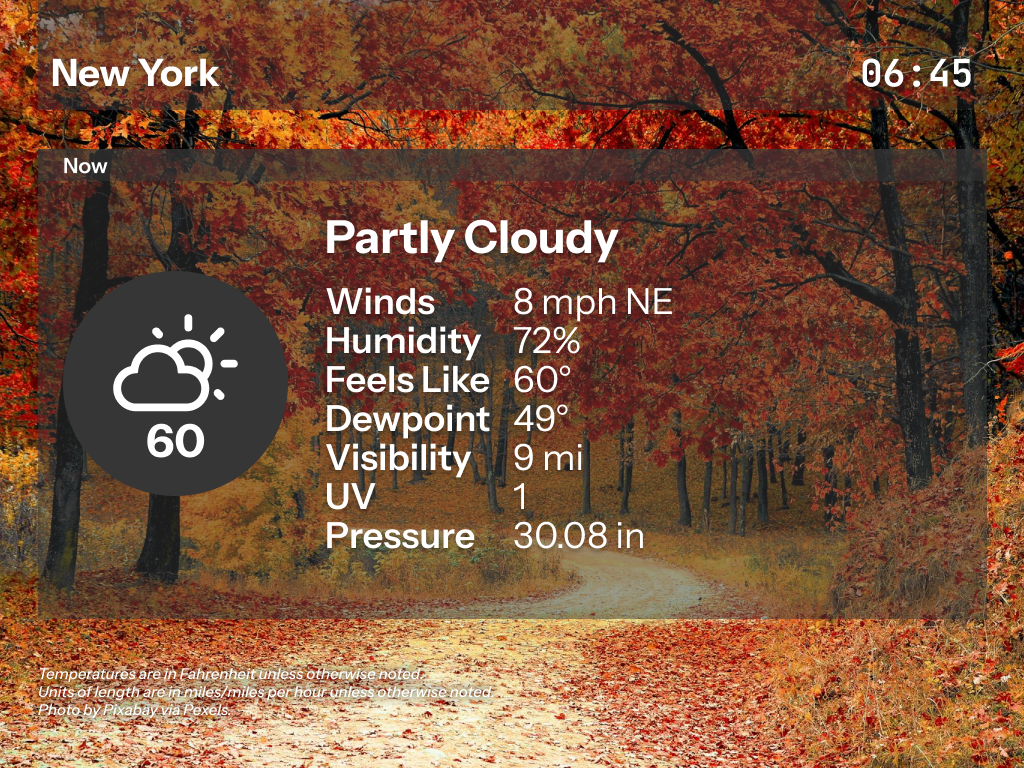 New York
06:45
Now
Partly Cloudy
Winds 8 mph NE
Humidity 72%
Feels Like 60°
Dewpoint 49°
Visibility 9 mi
UV 1
Pressure 30.08 in
60
Temperatures are in Fahrenheit unless otherwise noted.
Units of length are in miles/miles per hour unless otherwise noted.
Photo by Pixabay via Pexels.